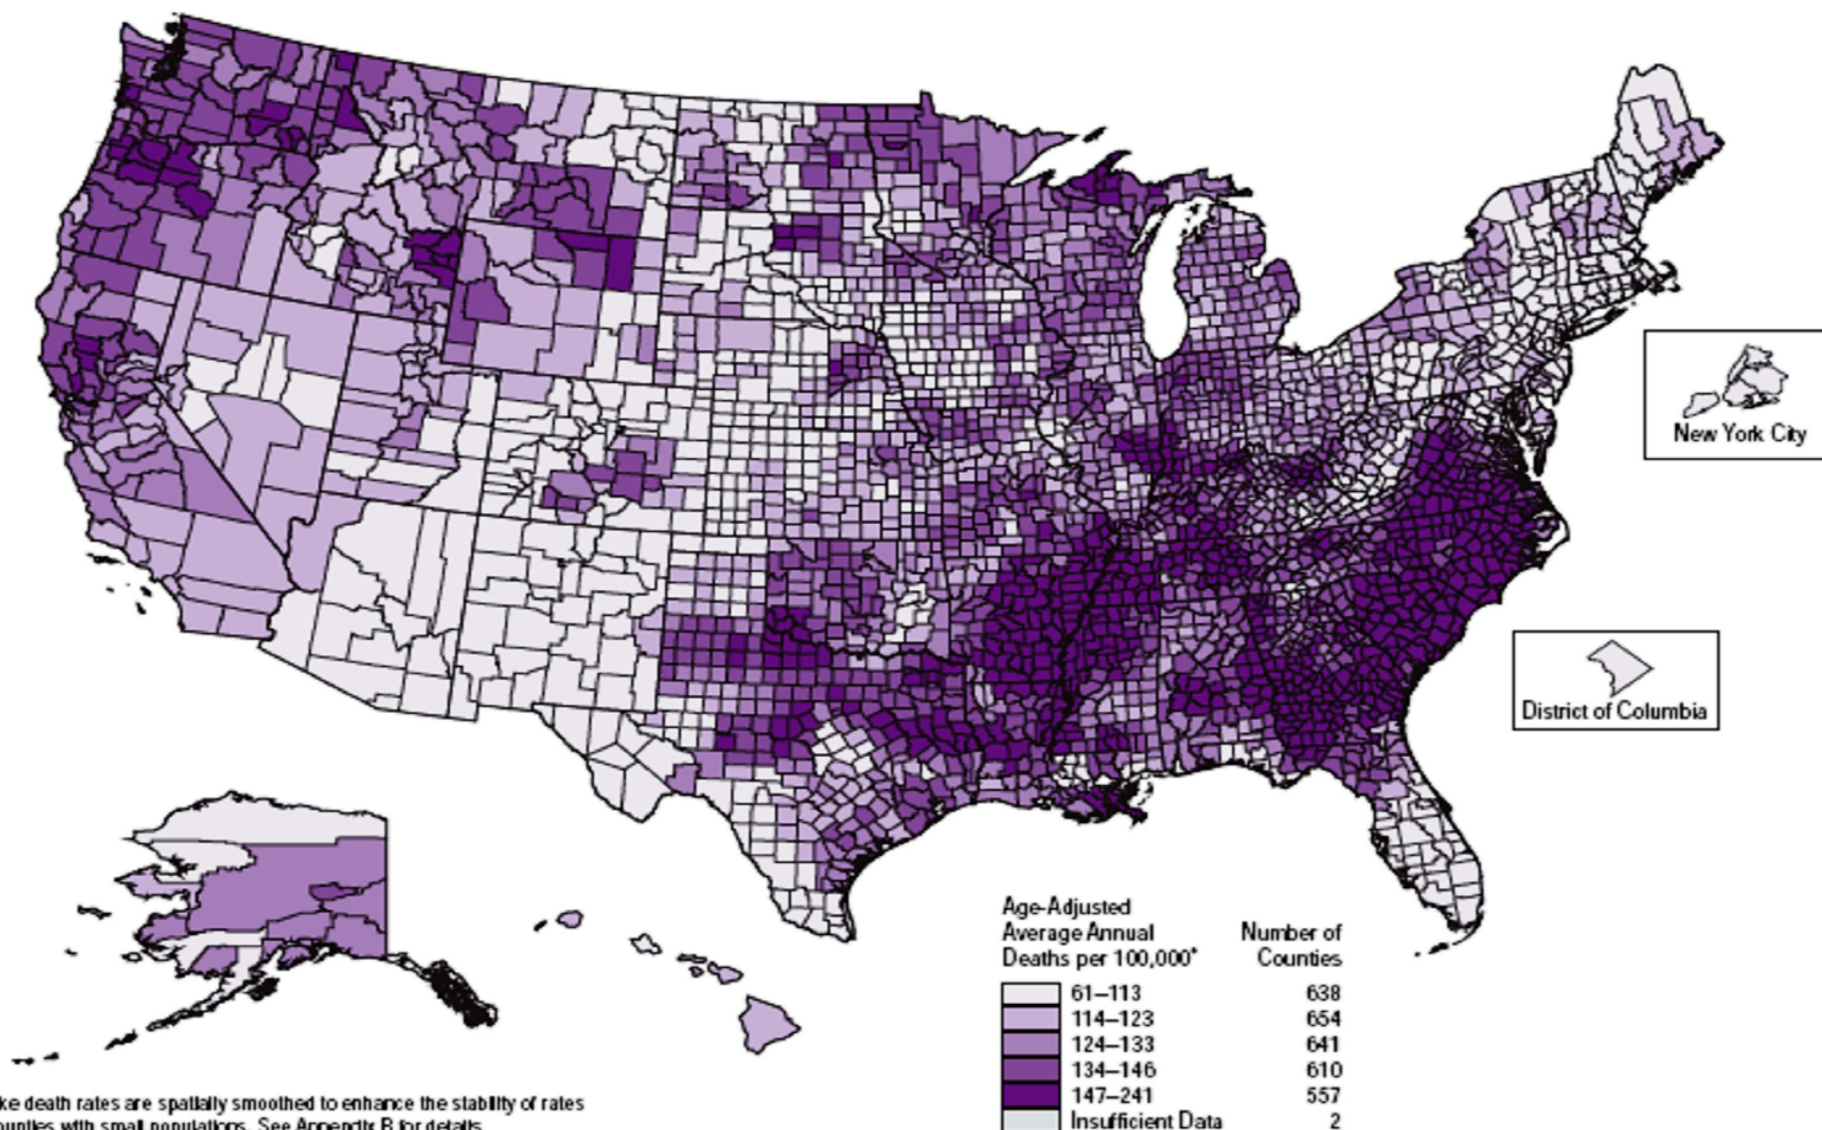 New York City
District of Columbia
Age-Adjusted
Average Annual
Deaths per 100,000*
Number of
Counties
61–113 638
114–123 654
124–133 641
134–146 610
147–241 557
Insufficient Data 2
ke death rates are spatially smoothed to enhance the stability of rates
ounties with small populations. See Appendix B for details.